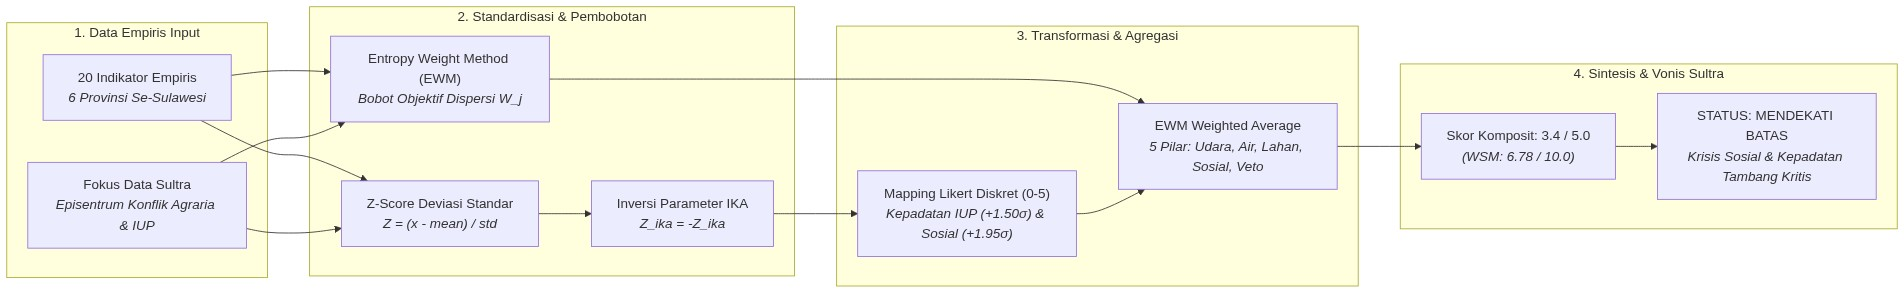 1. Data Empiris Input
20 Indikator Empiris
6 Provinsi Se-Sulawesi
Fokus Data Sultra
Episentrum Konflik Agraria
& IUP
2. Standardisasi & Pembobotan
Entropy Weight Method
(EWM)
Bobot Objektif Dispersi W_j
Z-Score Deviasi Standar
Z = (x - mean) / std
Inversi Parameter IKA
Z_ika = -Z_ika
3. Transformasi & Agregasi
Mapping Likert Diskret (0-5)
Kepadatan IUP (+1.50σ) &
Sosial (+1.95σ)
EWM Weighted Average
5 Pilar: Udara, Air, Lahan,
Sosial, Veto
4. Sintesis & Vonis Sultra
Skor Komposit: 3.4 / 5.0
(WSM: 6.78 / 10.0)
STATUS: MENDEKATI
BATAS
Krisis Sosial & Kepadatan
Tambang Kritis